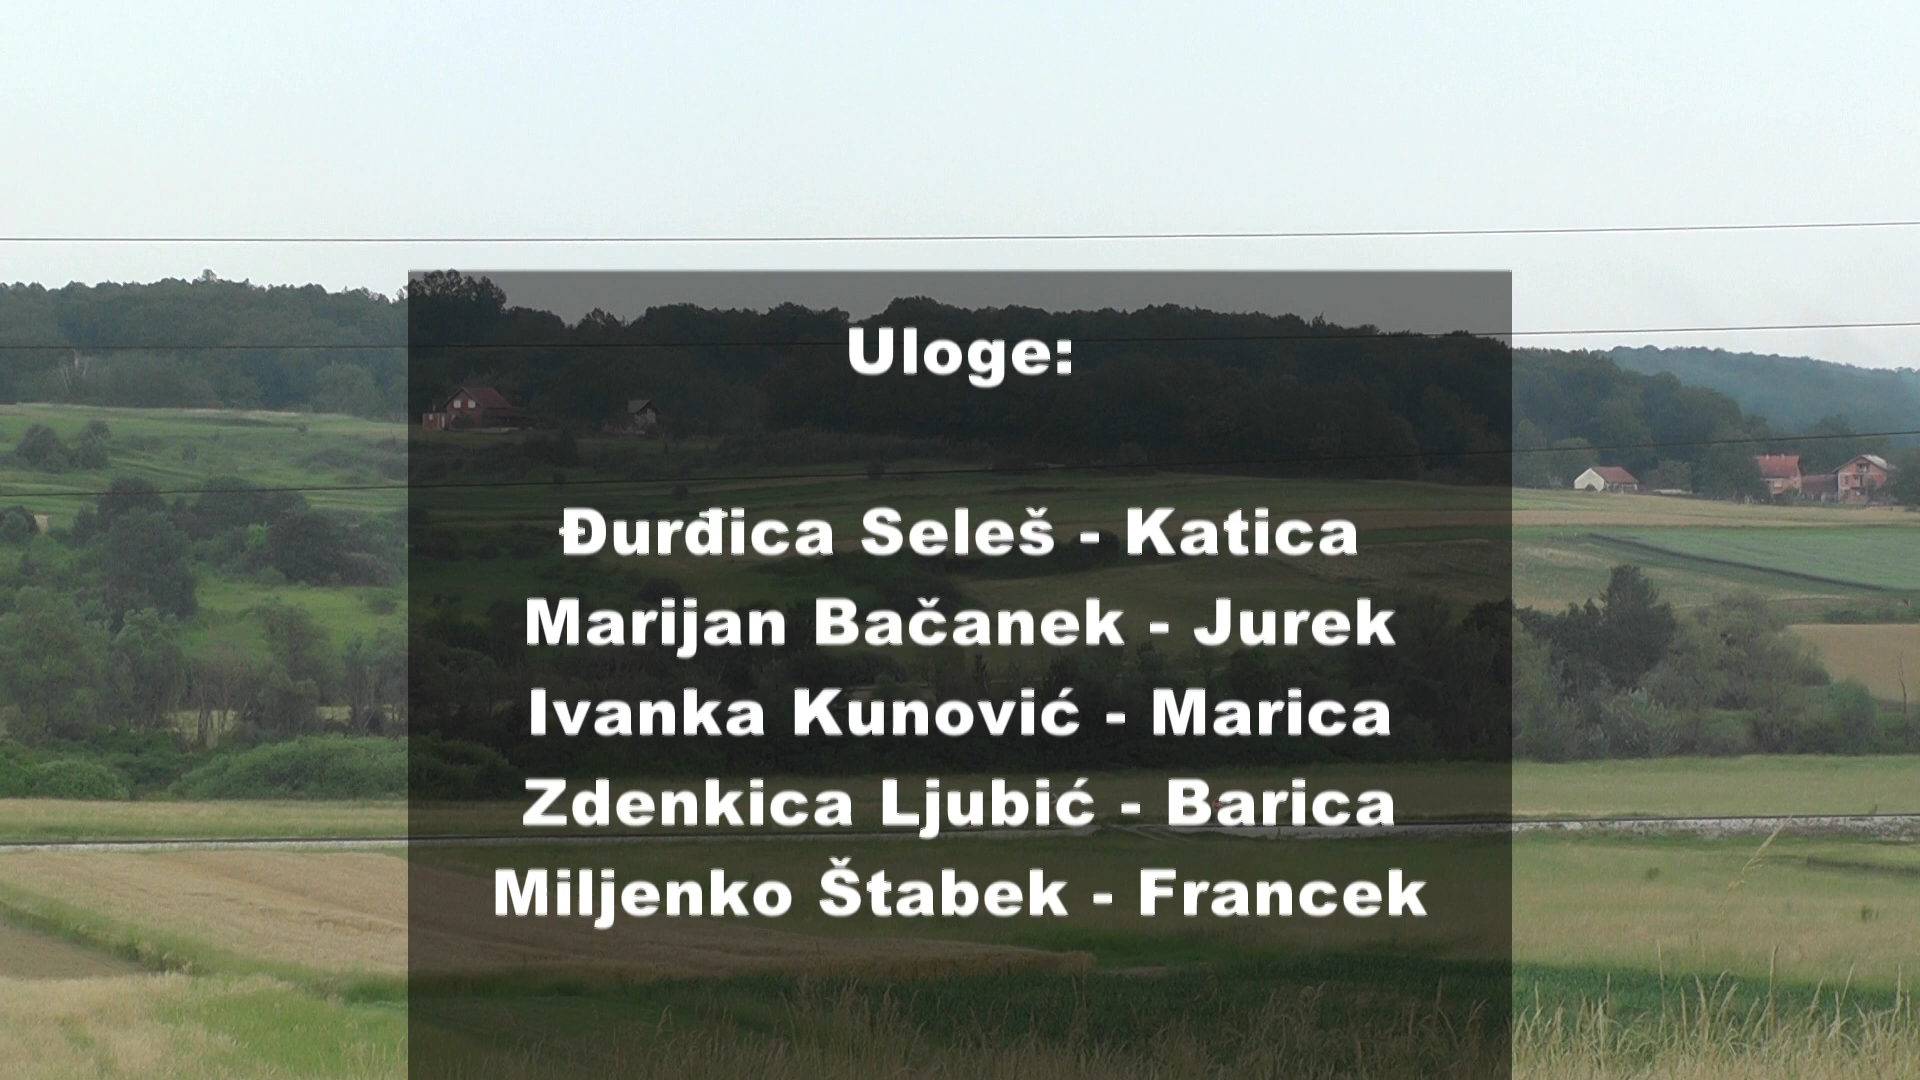 Uloge:
Đurđica Seleš - Katica
Marijan Bačanek - Jurek
Ivanka Kunović - Marica
Zdenkica Ljubić - Barica
Miljenko Štabek - Francek